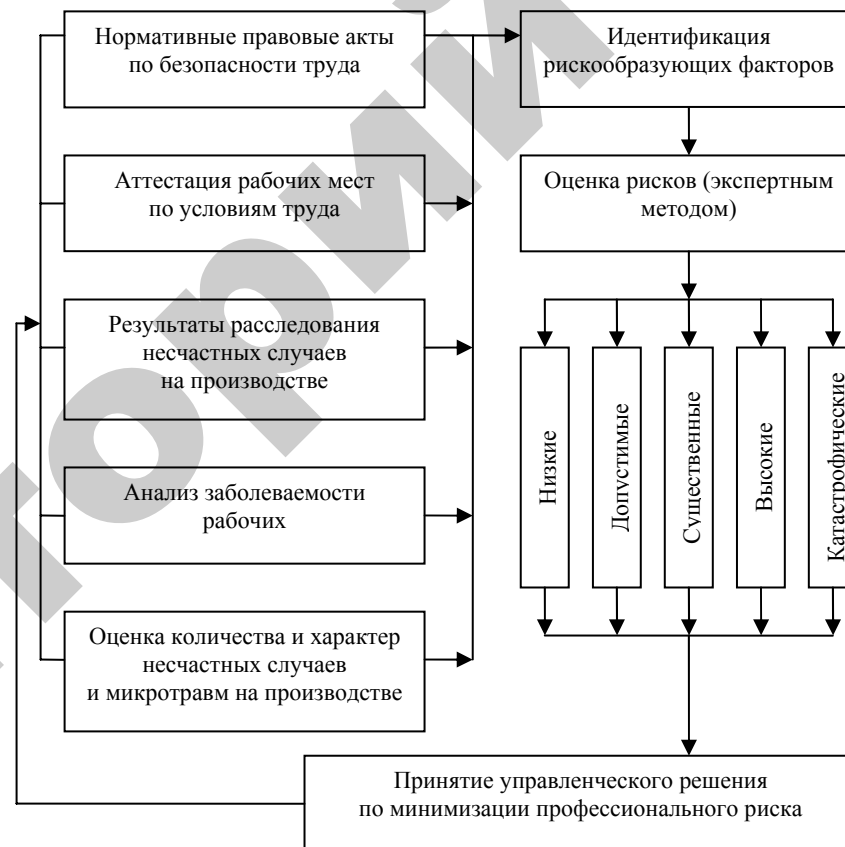 Нормативные правовые акты
по безопасности труда
Аттестация рабочих мест
по условиям труда
Результаты расследования
несчастных случаев
на производстве
Анализ заболеваемости
рабочих
Оценка количества и характер
несчастных случаев
и микротравм на производстве
Идентификация
рискообразующих факторов
Оценка рисков (экспертным
методом)
Низкие
Допустимые
Существенные
Высокие
Катастрофические
Принятие управленческого решения
по минимизации профессионального риска
торий